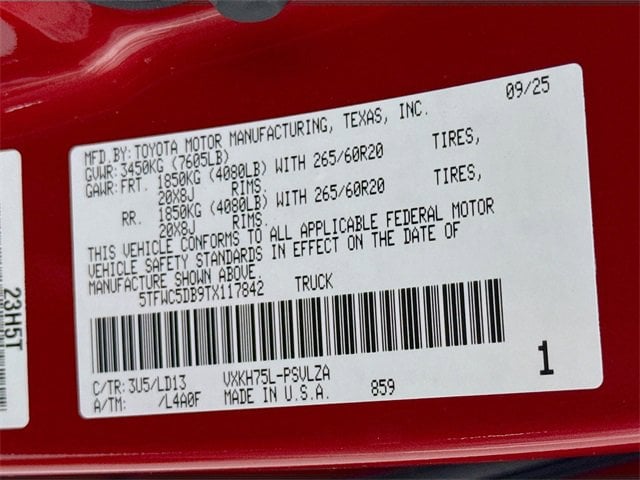 09/25
MFD.BY: TOYOTA MOTOR MANUFACTURING, TEXAS, INC.
GVWR: 3450KG (7605LB)
GAWR: FRT. 1850KG (4080LB) WITH 265/60R20 TIRES,
20X8J RIMS.
RR. 1850KG (4080LB) WITH 265/60R20 TIRES,
20X8J RIMS.
THIS VEHICLE CONFORMS TO ALL APPLICABLE FEDERAL MOTOR
VEHICLE SAFETY STANDARDS IN EFFECT ON THE DATE OF
MANUFACTURE SHOWN ABOVE.
5TFWC5DB9TX117842 TRUCK
C/TR: 3U5/LD13 VXKH75L-PSVLZA
A/TM: /L4A0F MADE IN U.S.A. 859
1
23H5T